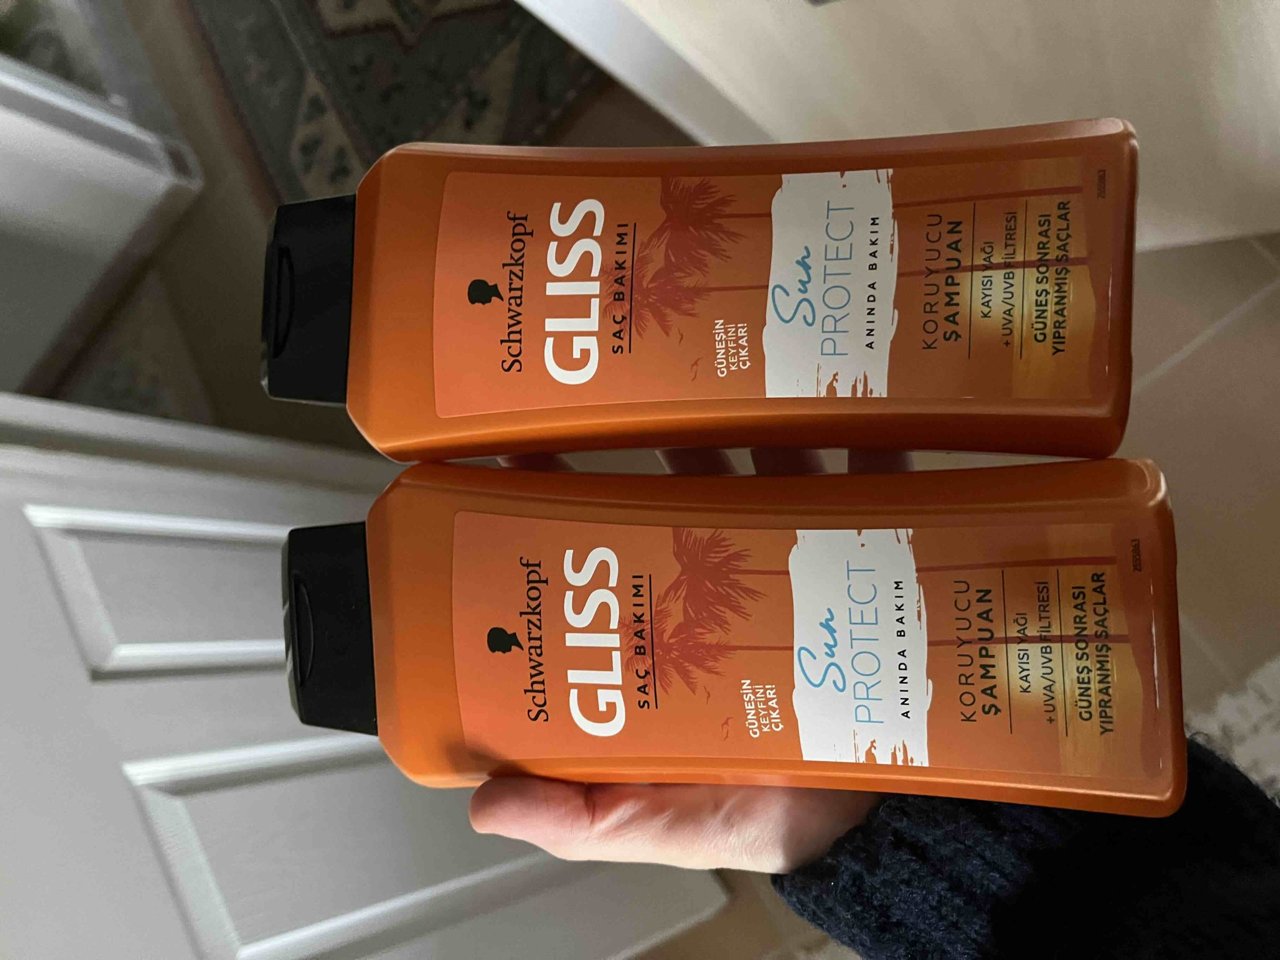 Schwarzkopf
GLISS
SAÇ BAKIMI
GÜNEŞİN
KEYFİNİ
ÇIKAR!
Sun
PROTECT
ANINDA BAKIM
KORUYUCU
ŞAMPUAN
KAYISI YAĞI
+ UVA/UVB FİLTRESİ
GÜNEŞ SONRASI
YIPRANMIŞ SAÇLAR
Schwarzkopf
GLISS
SAÇ BAKIMI
GÜNEŞİN
KEYFİNİ
ÇIKAR!
Sun
PROTECT
ANINDA BAKIM
KORUYUCU
ŞAMPUAN
KAYISI YAĞI
+ UVA/UVB FİLTRESİ
GÜNEŞ SONRASI
YIPRANMIŞ SAÇLAR